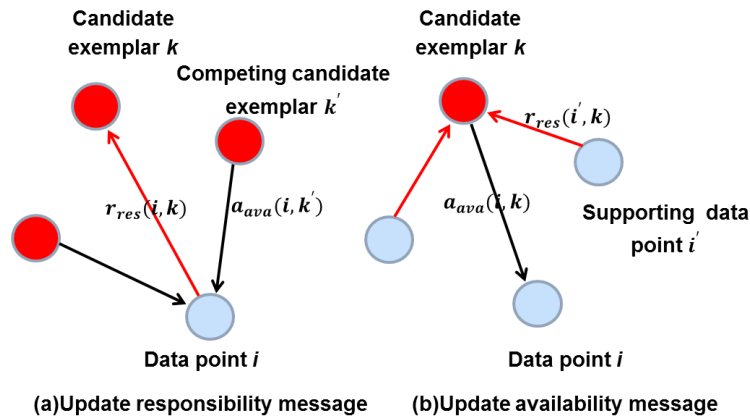 Candidate
exemplar k
Competing candidate
exemplar k′
r_res(i,k)
a_ava(i,k′)
Data point i
(a)Update responsibility message
Candidate
exemplar k
r_res(i′,k)
a_ava(i,k)
Supporting data
point i′
Data point i
(b)Update availability message